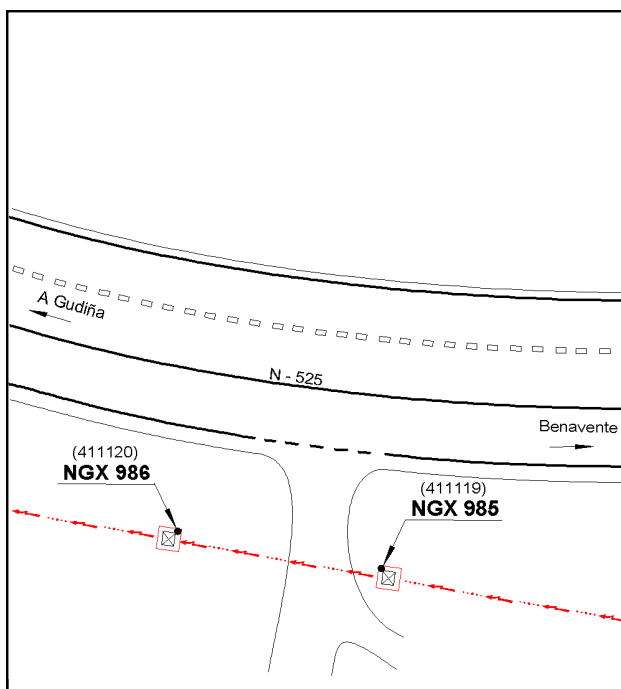 A Gudiña
N - 525
Benavente
(411120)
NGX 986
(411119)
NGX 985